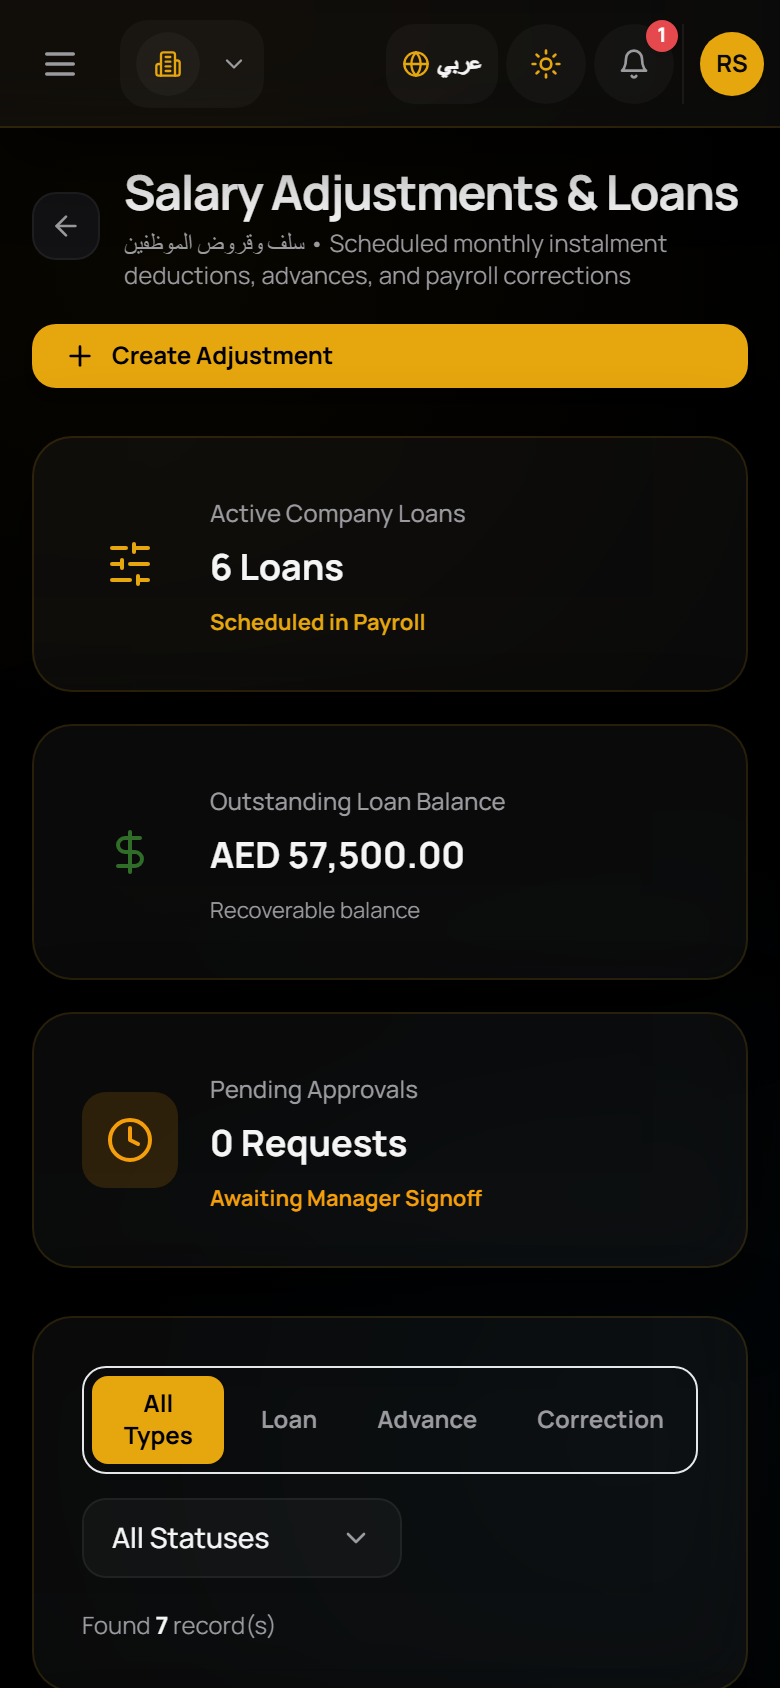 عربي
1
RS
Salary Adjustments & Loans
سلف وقروض الموظفين • Scheduled monthly instalment
deductions, advances, and payroll corrections
Create Adjustment
Active Company Loans
6 Loans
Scheduled in Payroll
Outstanding Loan Balance
AED 57,500.00
Recoverable balance
Pending Approvals
0 Requests
Awaiting Manager Signoff
All
Types
Loan
Advance
Correction
All Statuses
Found 7 record(s)